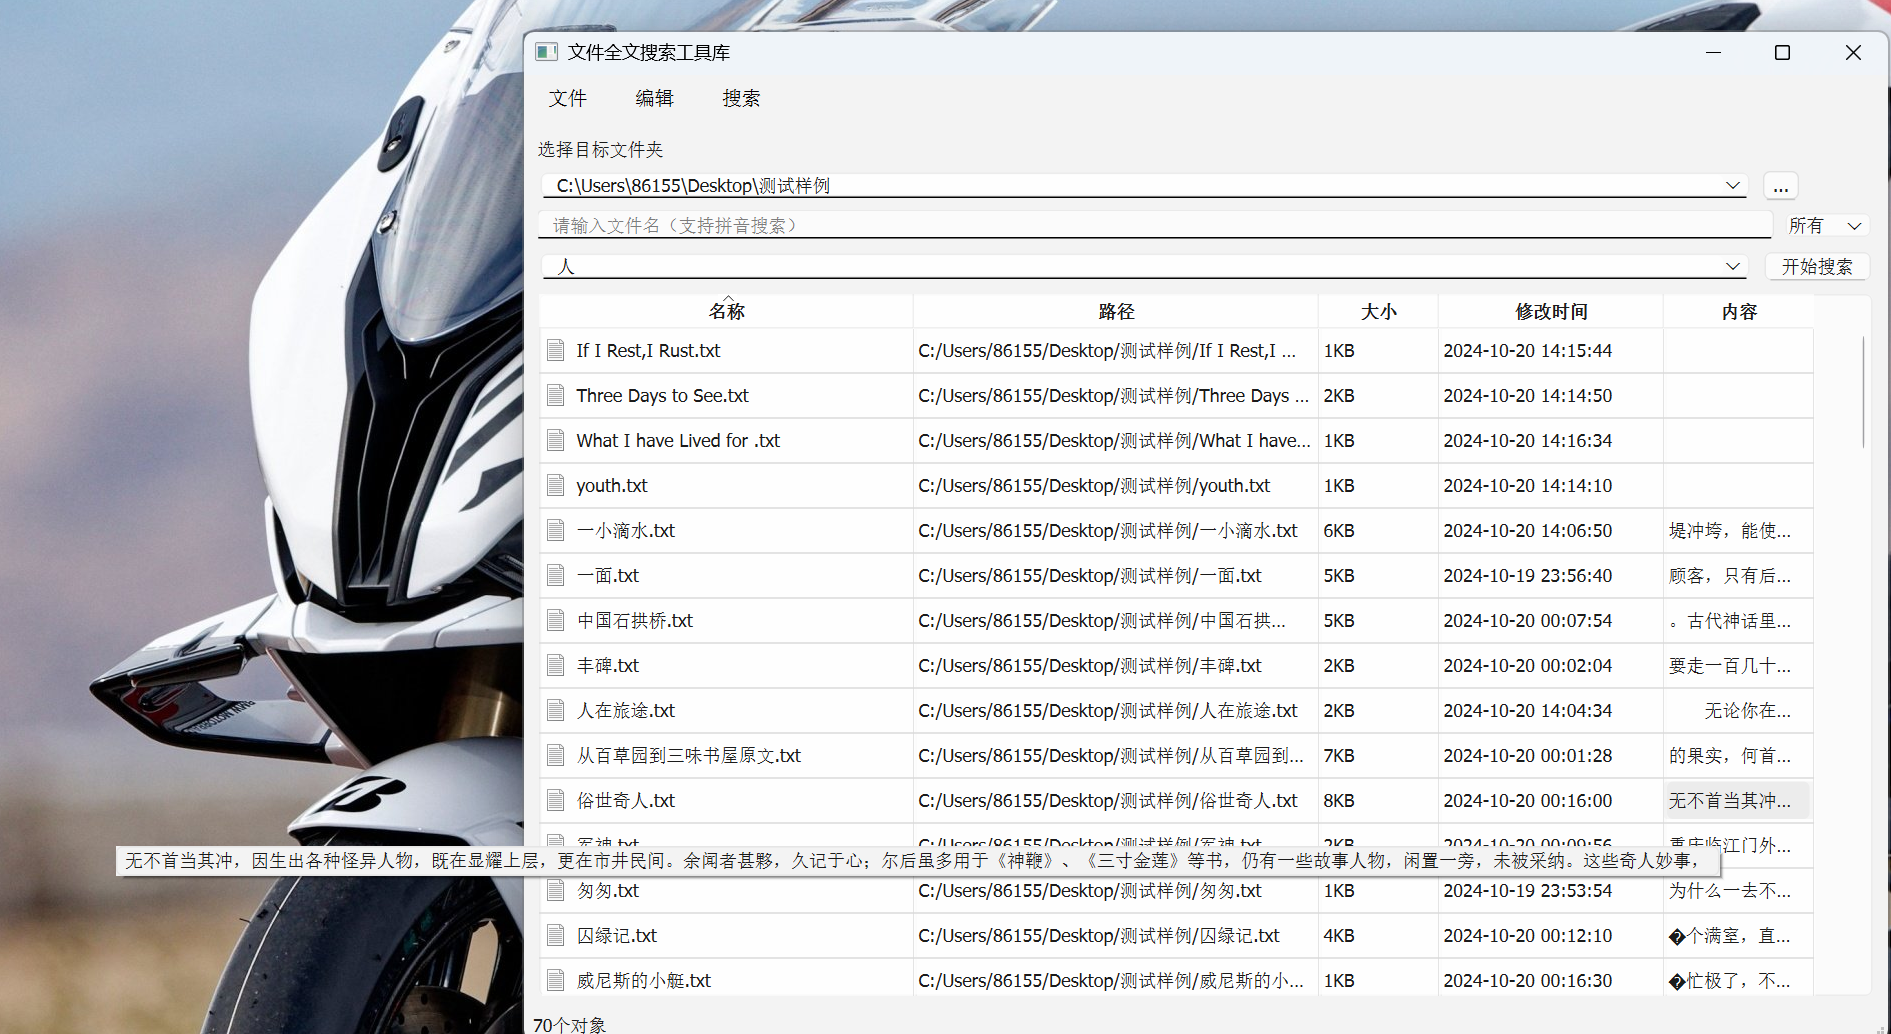 文件全文搜索工具库
文件 编辑 搜索
选择目标文件夹
C:\Users\86155\Desktop\测试样例
...
请输入文件名（支持拼音搜索）
所有
人
开始搜索
名称 路径 大小 修改时间 内容
If I Rest,I Rust.txt C:/Users/86155/Desktop/测试样例/If I Rest,I ... 1KB 2024-10-20 14:15:44
Three Days to See.txt C:/Users/86155/Desktop/测试样例/Three Days ... 2KB 2024-10-20 14:14:50
What I have Lived for .txt C:/Users/86155/Desktop/测试样例/What I have... 1KB 2024-10-20 14:16:34
youth.txt C:/Users/86155/Desktop/测试样例/youth.txt 1KB 2024-10-20 14:14:10
一小滴水.txt C:/Users/86155/Desktop/测试样例/一小滴水.txt 6KB 2024-10-20 14:06:50 堤冲垮，能使...
一面.txt C:/Users/86155/Desktop/测试样例/一面.txt 5KB 2024-10-19 23:56:40 顾客，只有后...
中国石拱桥.txt C:/Users/86155/Desktop/测试样例/中国石拱... 5KB 2024-10-20 00:07:54 。古代神话里...
丰碑.txt C:/Users/86155/Desktop/测试样例/丰碑.txt 2KB 2024-10-20 00:02:04 要走一百几十...
人在旅途.txt C:/Users/86155/Desktop/测试样例/人在旅途.txt 2KB 2024-10-20 14:04:34 无论你在...
从百草园到三味书屋原文.txt C:/Users/86155/Desktop/测试样例/从百草园到... 7KB 2024-10-20 00:01:28 的果实，何首...
俗世奇人.txt C:/Users/86155/Desktop/测试样例/俗世奇人.txt 8KB 2024-10-20 00:16:00 无不首当其冲...
军神.txt C:/Users/86155/Desktop/测试样例/军神.txt 2KB 2024-10-20 00:09:56 重庆临江门外...
无不首当其冲，因生出各种怪异人物，既在显耀上层，更在市井民间。余闻者甚夥，久记于心；尔后虽多用于《神鞭》、《三寸金莲》等书，仍有一些故事人物，闲置一旁，未被采纳。这些奇人妙事，
匆匆.txt C:/Users/86155/Desktop/测试样例/匆匆.txt 1KB 2024-10-19 23:53:54 为什么一去不...
囚绿记.txt C:/Users/86155/Desktop/测试样例/囚绿记.txt 4KB 2024-10-20 00:12:10 �个满室，直...
威尼斯的小艇.txt C:/Users/86155/Desktop/测试样例/威尼斯的小... 1KB 2024-10-20 00:16:30 �忙极了，不...
70个对象